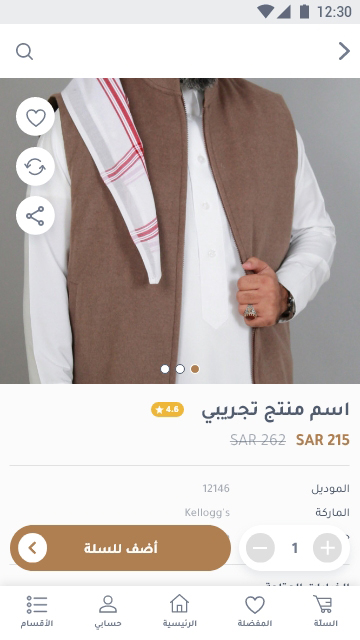 12:30
اسم منتج تجريبي 4.6
SAR 215 SAR 262
الموديل 12146
الماركة Kellogg's
1 أضف للسلة
السلة المفضلة الرئيسية حسابي الأقسام